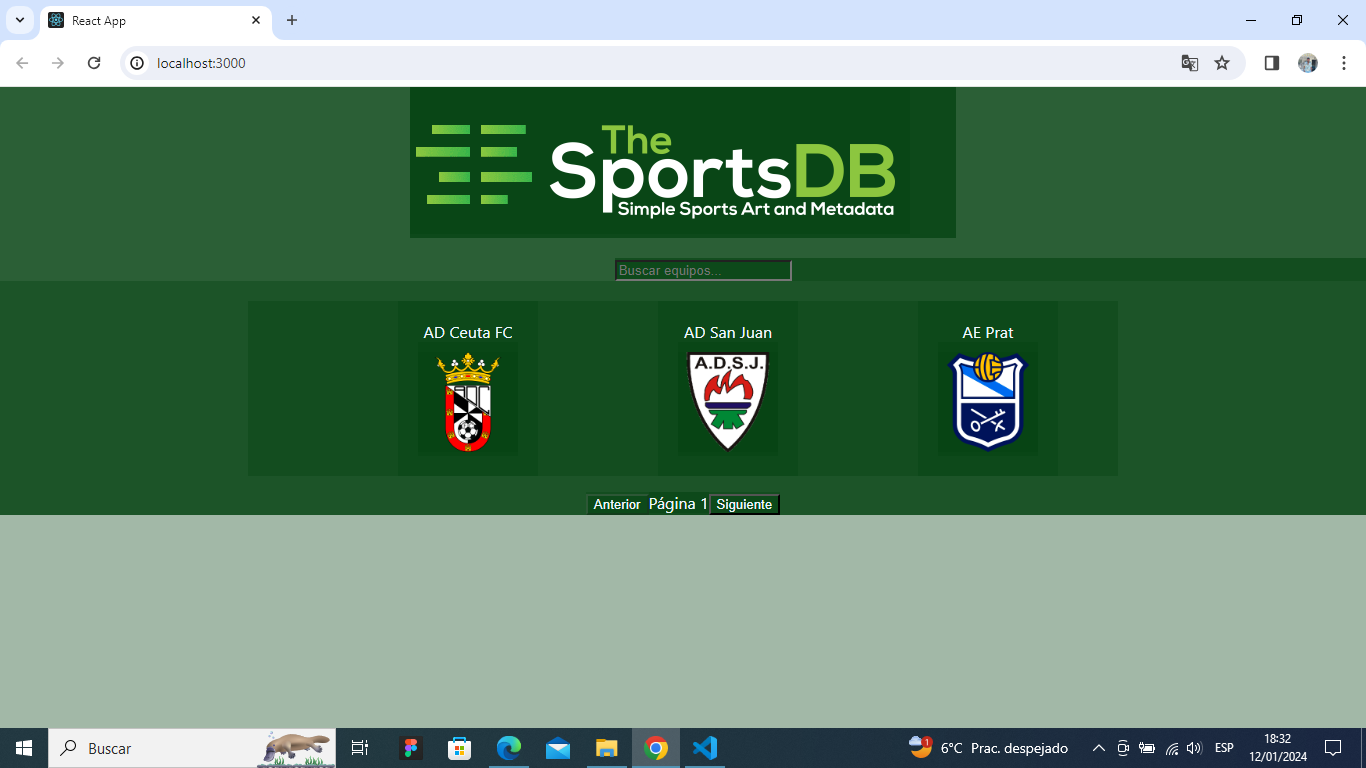 React App
localhost:3000
The
SportsDB
Simple Sports Art and Metadata
Buscar equipos...
AD Ceuta FC
AD San Juan
AE Prat
A.D.S.J.
Anterior Página 1 Siguiente
Buscar
1
6°C Prac. despejado
ESP
18:32
12/01/2024